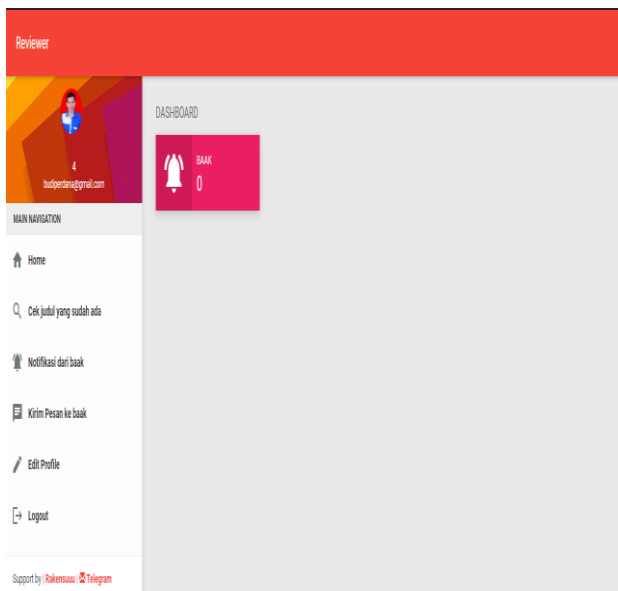 Reviewer
4
budiperdana@gmail.com
MAIN NAVIGATION
Home
Cek judul yang sudah ada
Notifikasi dari baak
Kirim Pesan ke baak
Edit Profile
Logout
Support by | Rakensuuu | Telegram
DASHBOARD
BAAK
0